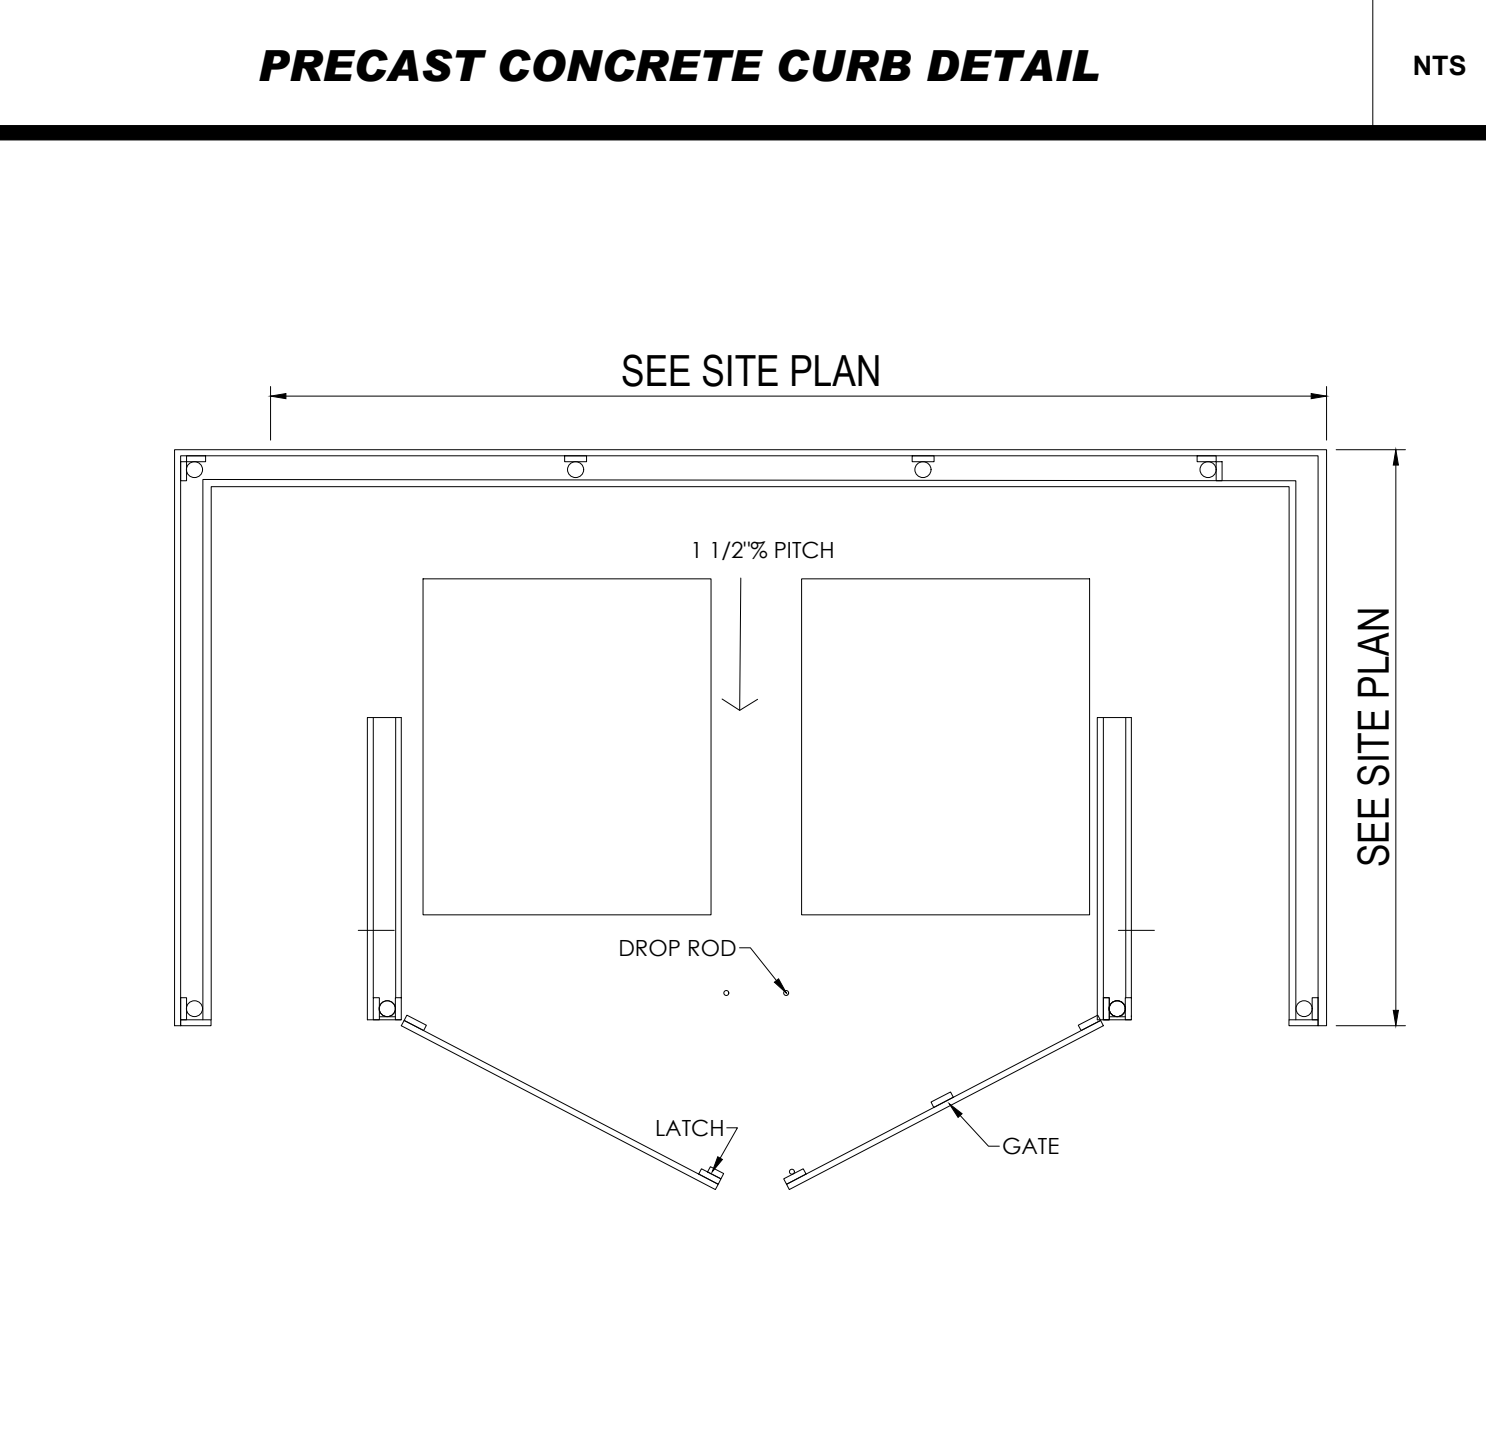 PRECAST CONCRETE CURB DETAIL
NTS
SEE SITE PLAN
1 1/2"% PITCH
SEE SITE PLAN
DROP ROD
LATCH
GATE